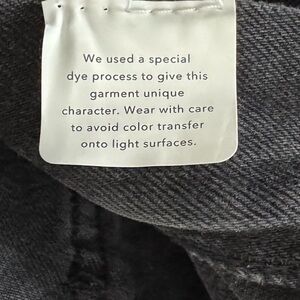 We used a special
dye process to give this
garment unique
character. Wear with care
to avoid color transfer
onto light surfaces.